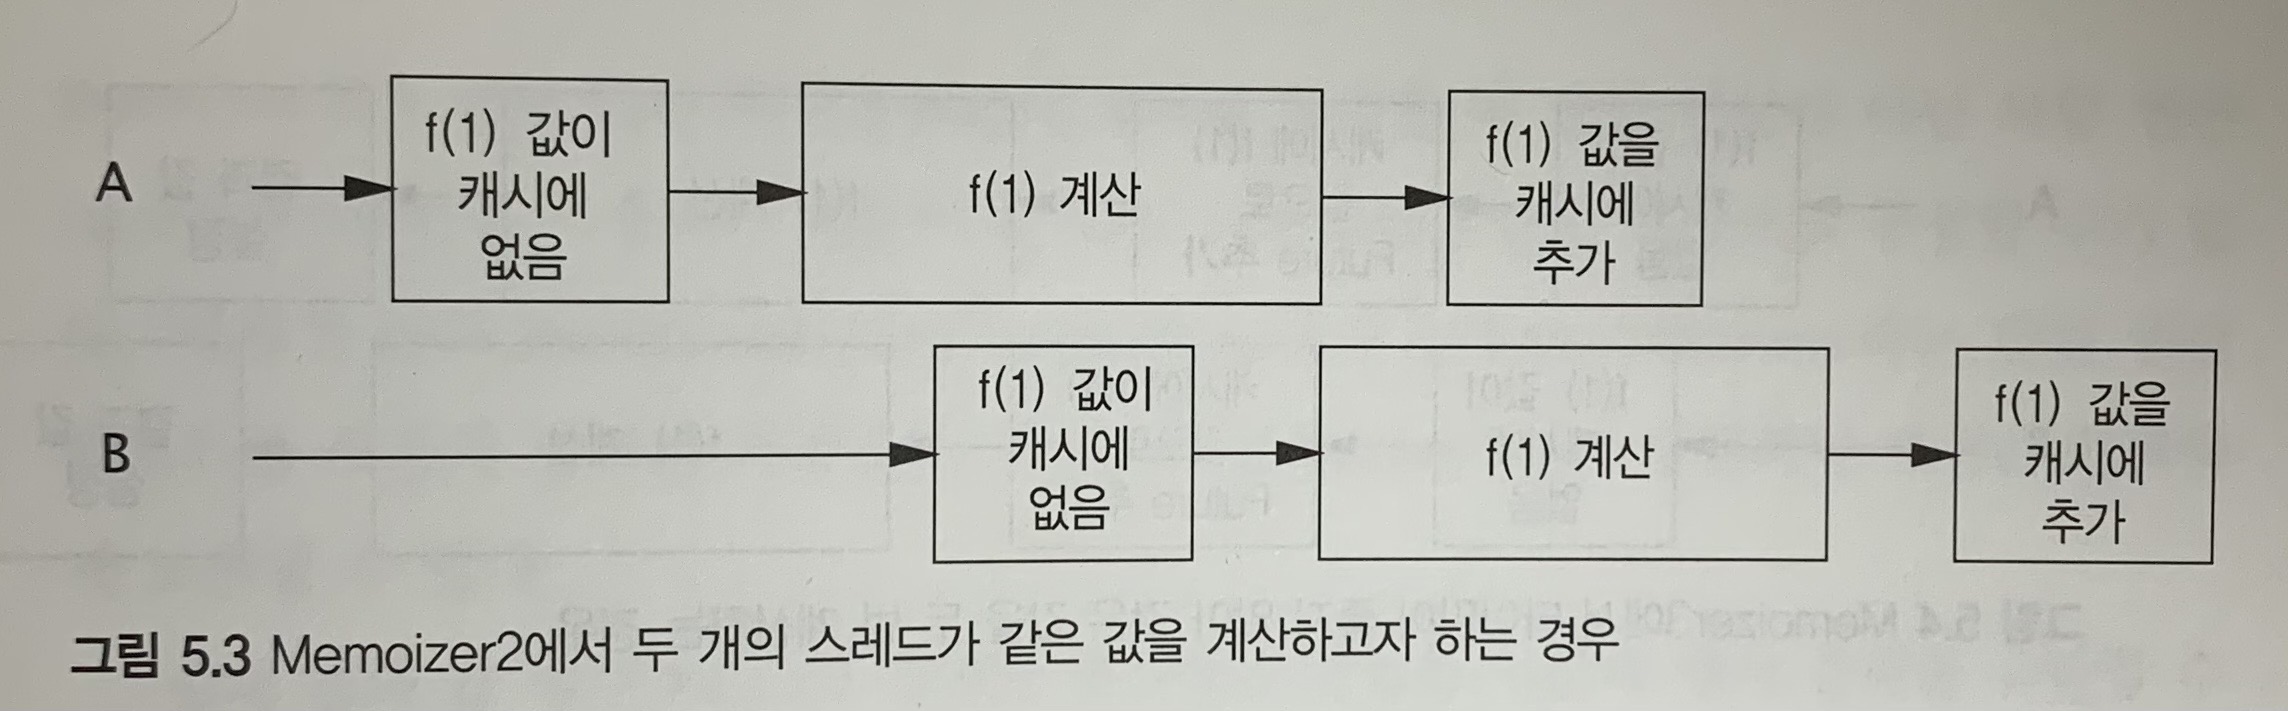 A
f(1) 값이
캐시에
없음
f(1) 계산
f(1) 값을
캐시에
추가
B
f(1) 값이
캐시에
없음
f(1) 계산
f(1) 값을
캐시에
추가
그림 5.3 Memoizer2에서 두 개의 스레드가 같은 값을 계산하고자 하는 경우